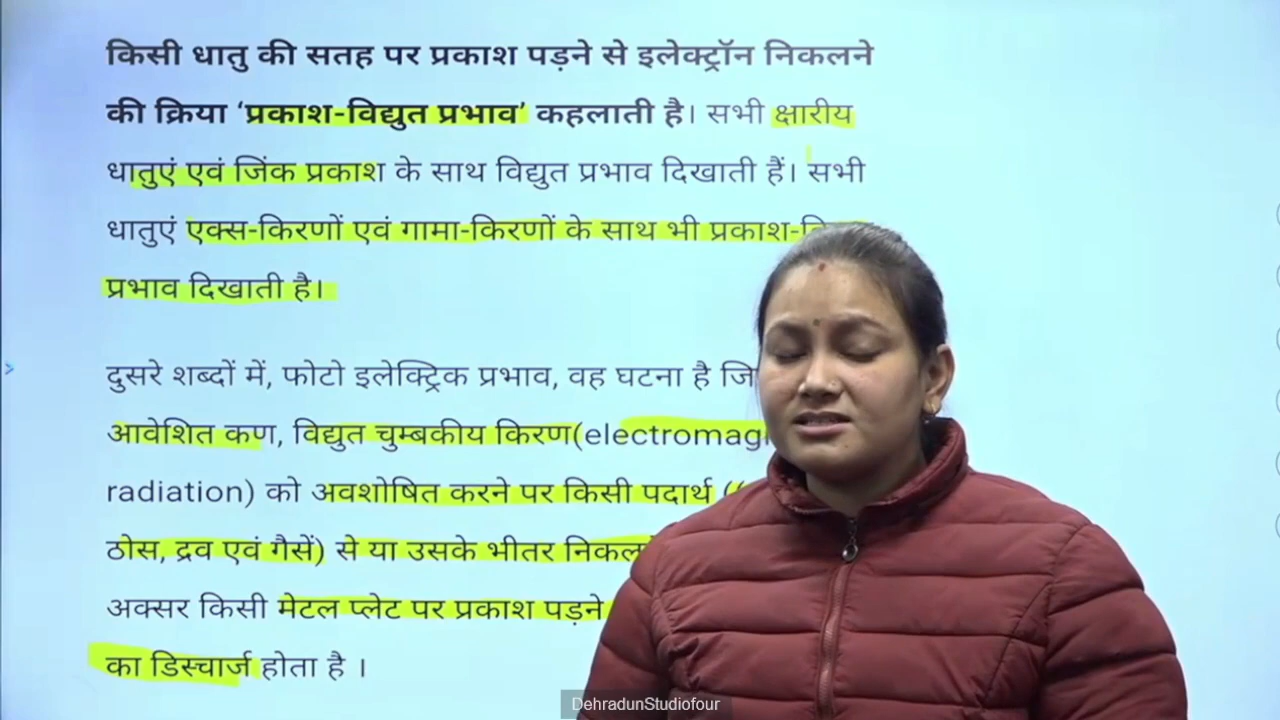 किसी धातु की सतह पर प्रकाश पड़ने से इलेक्ट्रॉन निकलने
की क्रिया ‘प्रकाश-विद्युत प्रभाव’ कहलाती है। सभी क्षारीय
धातुएं एवं जिंक प्रकाश के साथ विद्युत प्रभाव दिखाती हैं। सभी
धातुएं एक्स-किरणों एवं गामा-किरणों के साथ भी प्रकाश-
प्रभाव दिखाती है।
दुसरे शब्दों में, फोटो इलेक्ट्रिक प्रभाव, वह घटना है
आवेशित कण, विद्युत चुम्बकीय किरण(
radiation) को अवशोषित करने पर किसी पदार्थ (
ठोस, द्रव एवं गैसें) से या उसके भीतर
अक्सर किसी मेटल प्लेट पर प्रकाश पड़ने
का डिस्चार्ज होता है ।
DehradunStudiofour